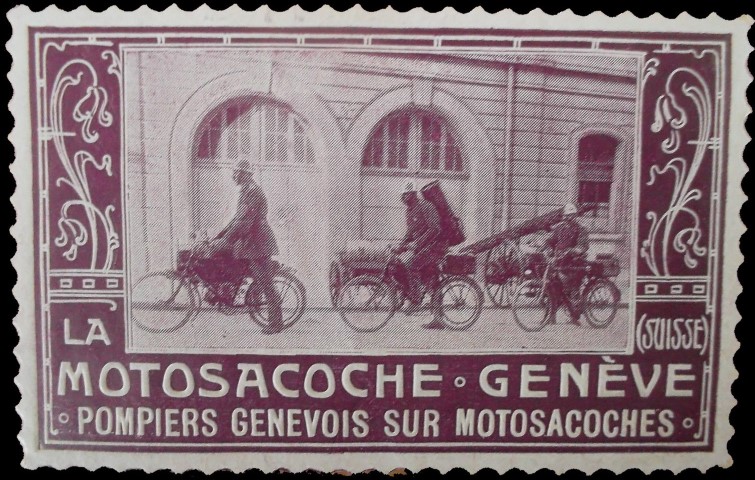 LA
(SUISSE)
MOTOSACOCHE • GENÈVE
• POMPIERS GENEVOIS SUR MOTOSACOCHES •